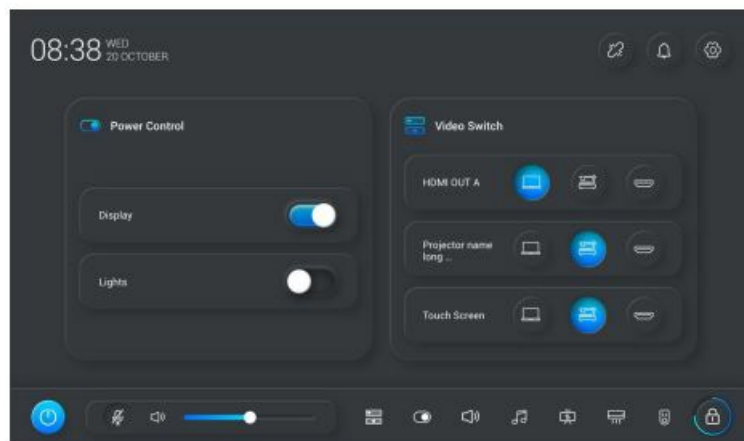 08:38
WED
20 OCTOBER
Power Control
Display
Lights
Video Switch
HDMI OUT A
Projector name
long ...
Touch Screen